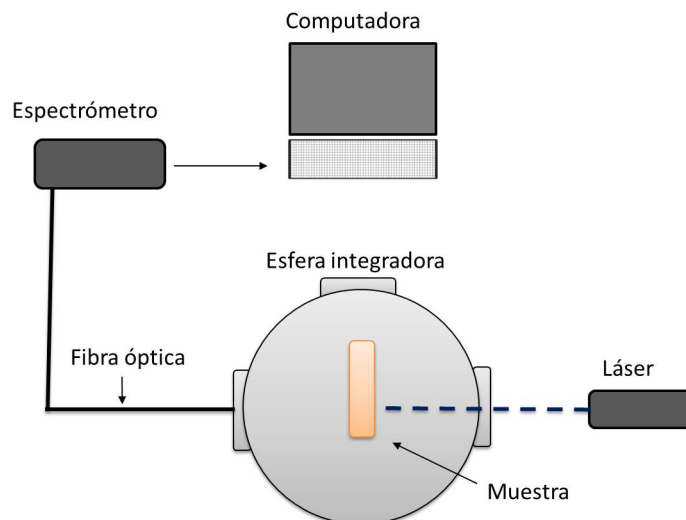 Computadora
Espectrómetro
Esfera integradora
Fibra óptica
Láser
Muestra